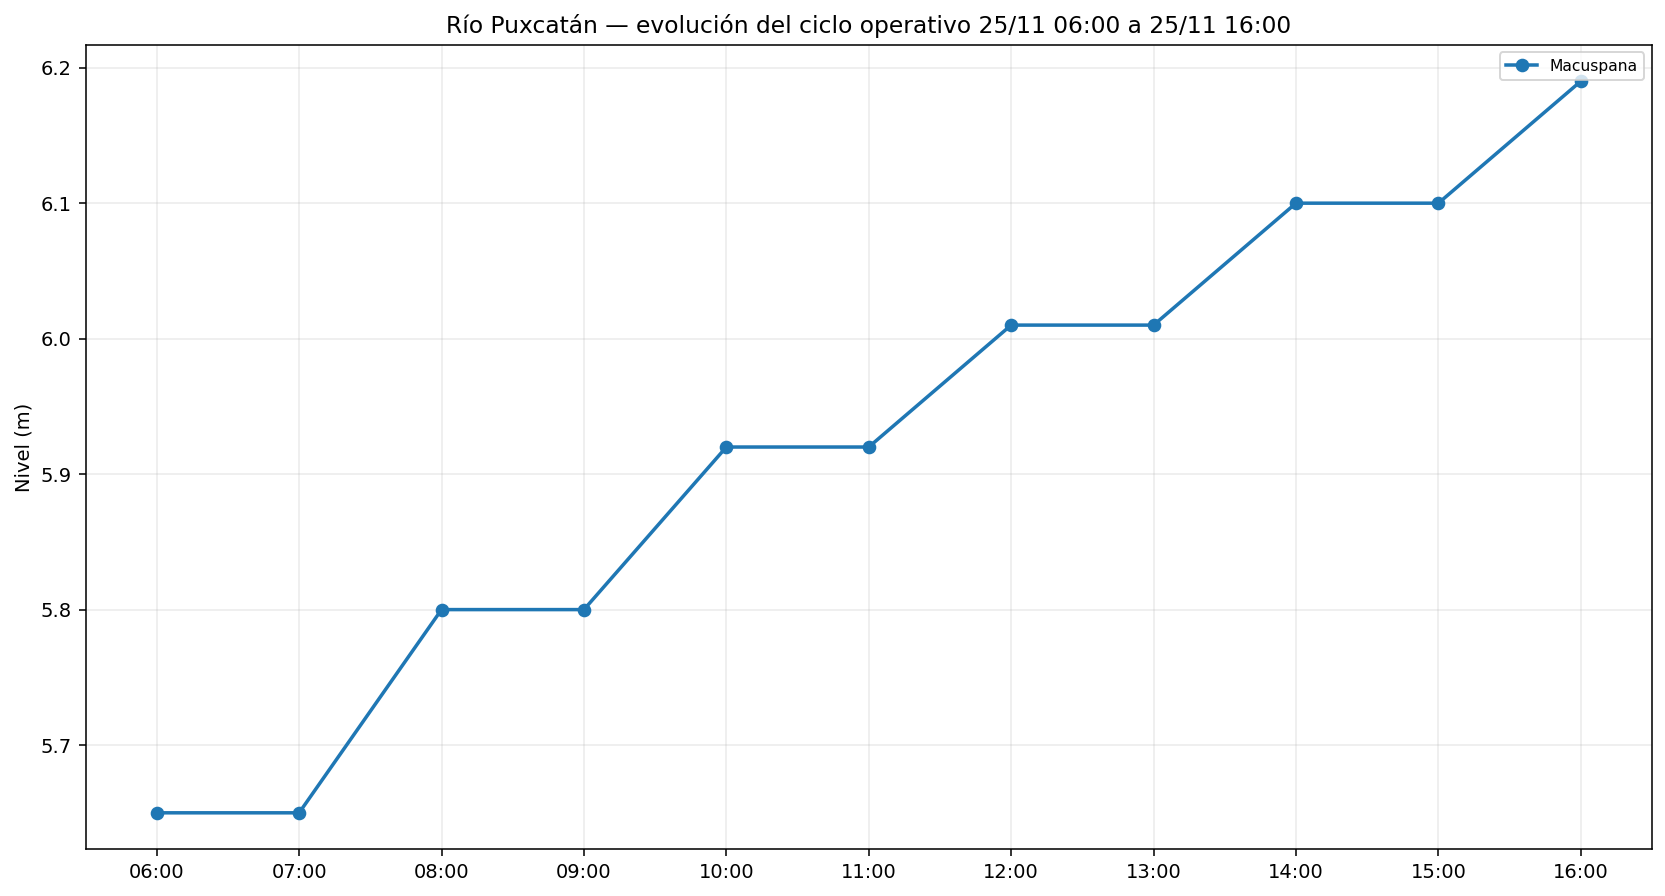 Río Puxcatán — evolución del ciclo operativo 25/11 06:00 a 25/11 16:00
Macuspana
Nivel (m)
6.2
6.1
6.0
5.9
5.8
5.7
06:00 07:00 08:00 09:00 10:00 11:00 12:00 13:00 14:00 15:00 16:00